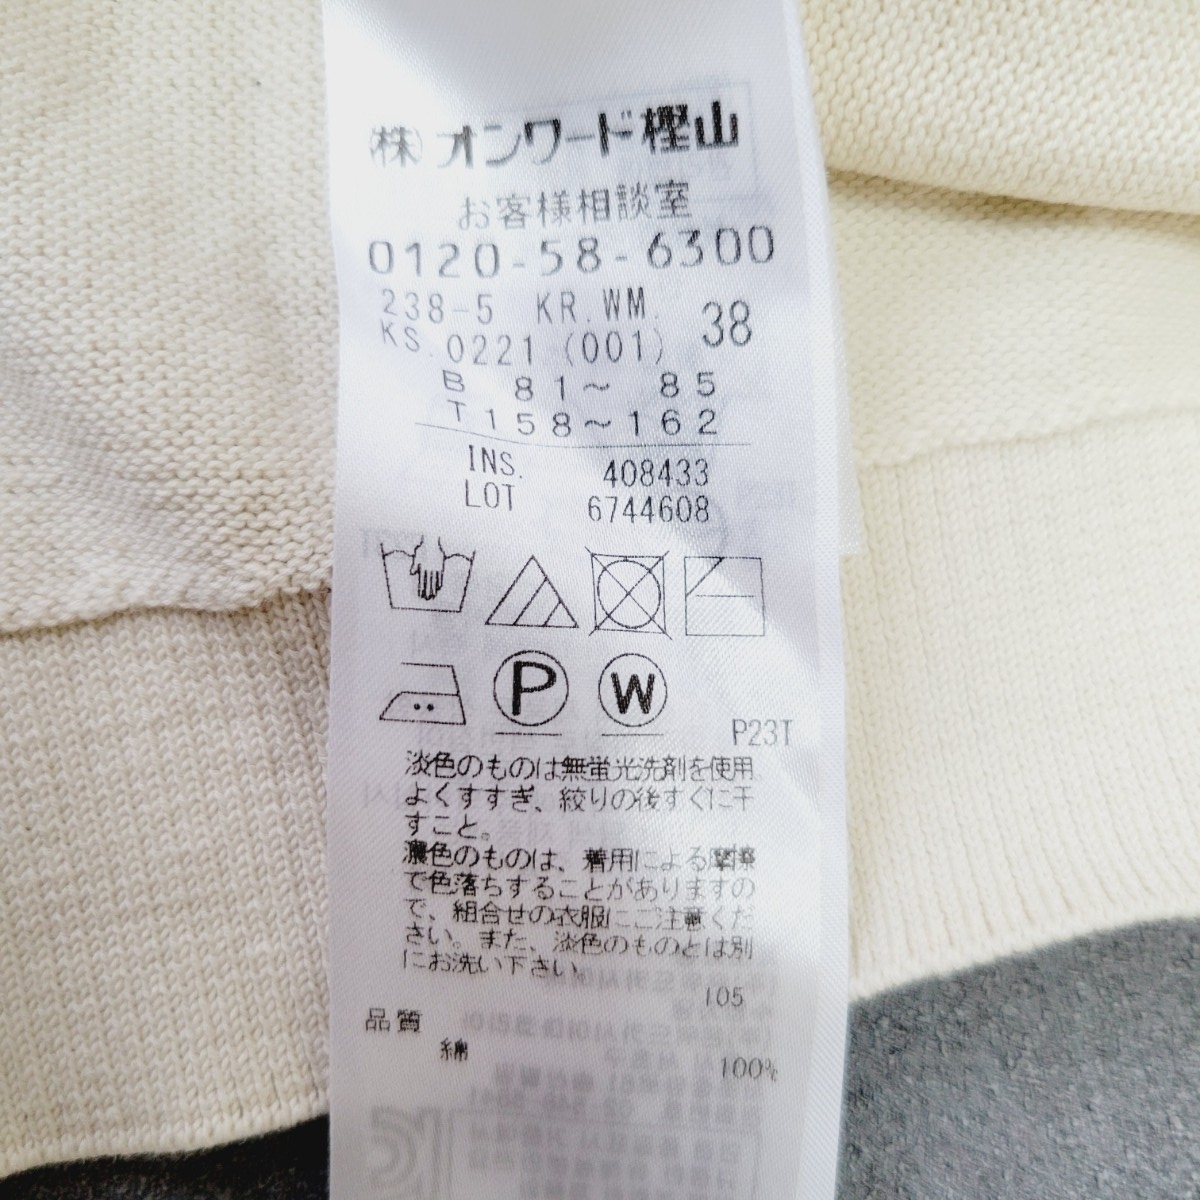 ㈱オンワード樫山
お客様相談室
0120-58-6300
238-5 KR.WM. 38
KS.0221 (001)
B 81～ 85
T158～162
INS. 408433
LOT 6744608
P
W
P23T
淡色のものは無蛍光洗剤を使用、
よくすすぎ、絞りの後すぐに干
すこと。
濃色のものは、着用による摩擦
で色落ちすることがありますの
で、組合せの衣服にご注意くだ
さい。また、淡色のものとは別
にお洗い下さい。
105
品質
綿
100%